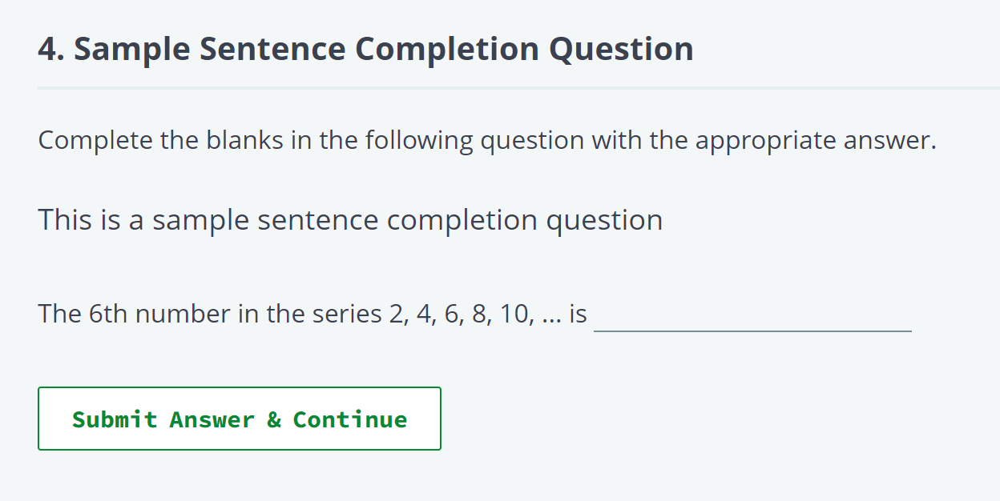 4. Sample Sentence Completion Question
Complete the blanks in the following question with the appropriate answer.
This is a sample sentence completion question
The 6th number in the series 2, 4, 6, 8, 10, ... is
Submit Answer & Continue